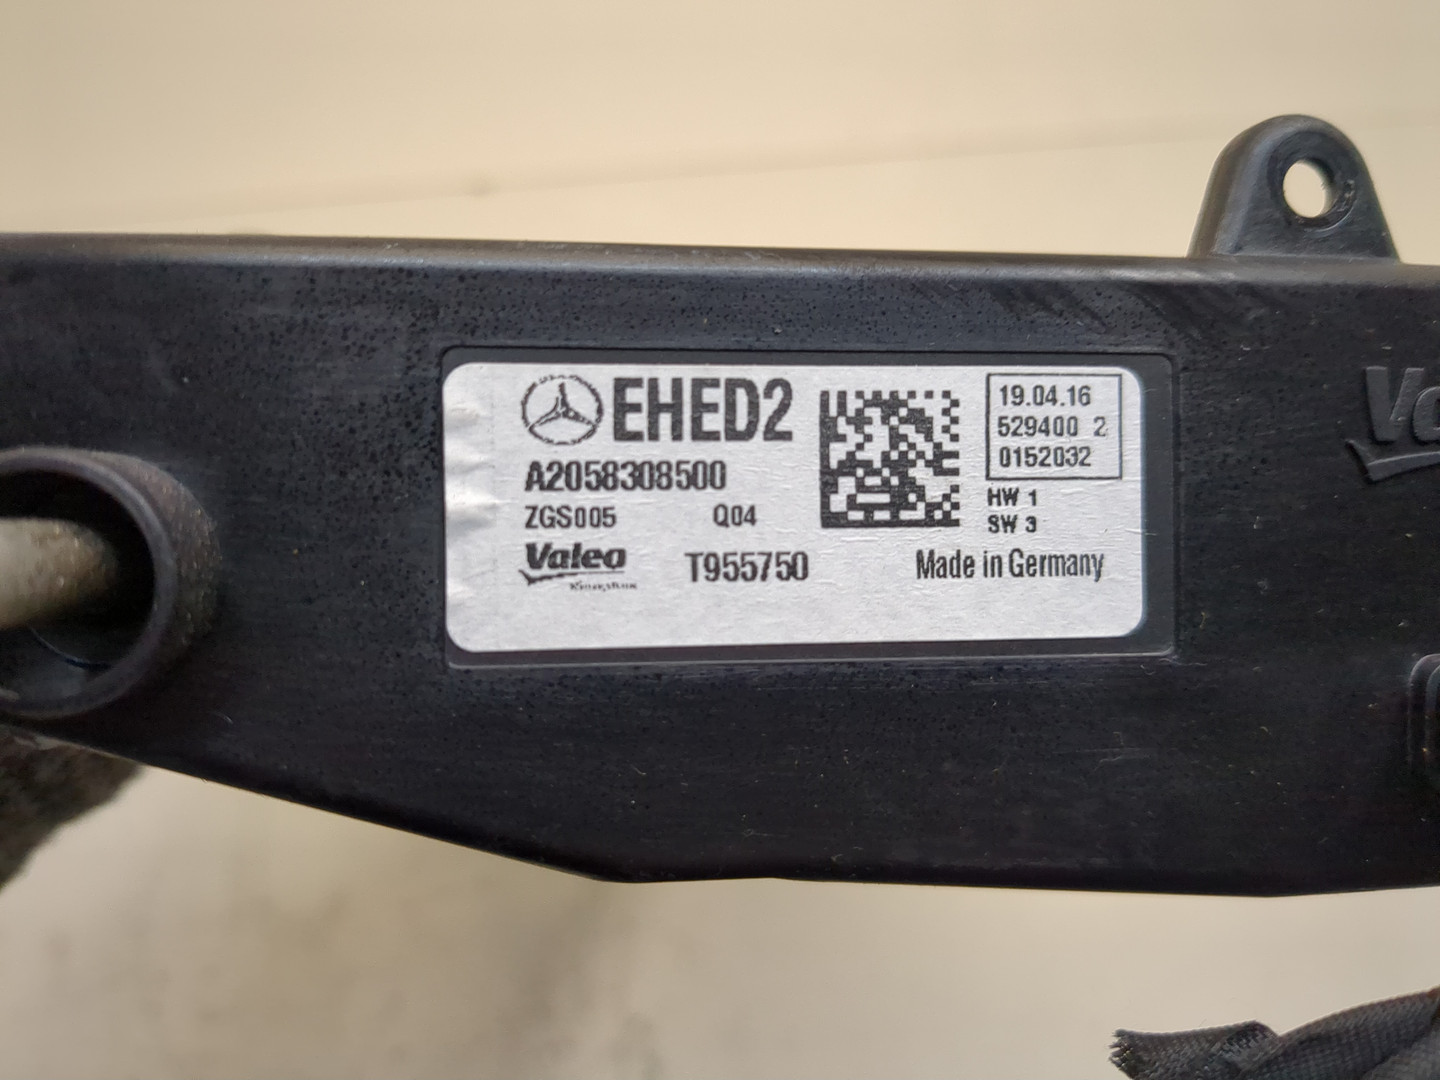 EHED2
A2058308500
ZGS005 Q04
Valeo T955750
19.04.16
529400 2
0152032
HW 1
SW 3
Made in Germany